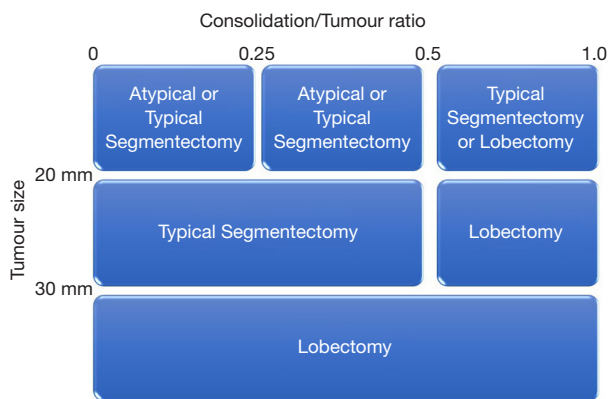 Consolidation/Tumour ratio
0 0.25 0.5 1.0
Atypical or
Typical
Segmentectomy
Atypical or
Typical
Segmentectomy
Typical
Segmentectomy
or Lobectomy
20 mm
Tumour size
Typical Segmentectomy
Lobectomy
30 mm
Lobectomy